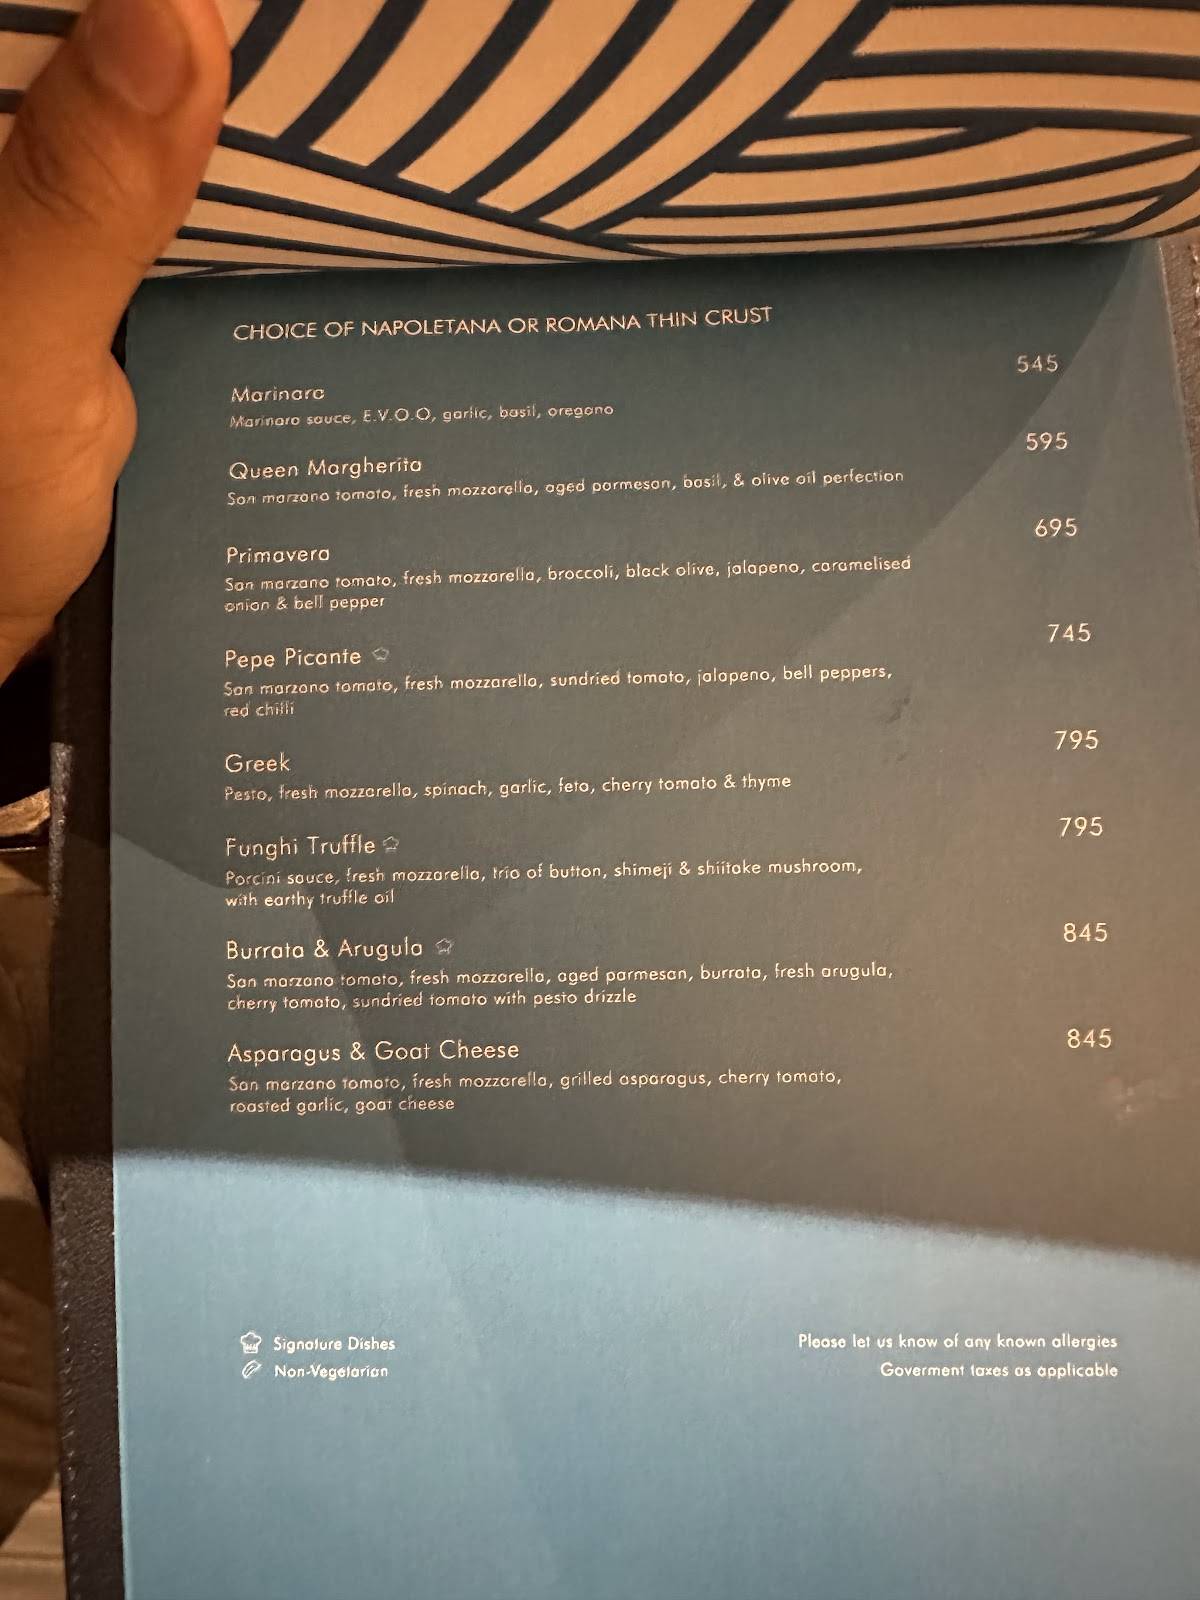 CHOICE OF NAPOLETANA OR ROMANA THIN CRUST
Marinara 545
Marinara sauce, E.V.O.O, garlic, basil, oregano
Queen Margherita 595
San marzano tomato, fresh mozzarella, aged parmesan, basil, & olive oil perfection
Primavera 695
San marzano tomato, fresh mozzarella, broccoli, black olive, jalapeno, caramelised
onion & bell pepper
Pepe Picante 745
San marzano tomato, fresh mozzarella, sundried tomato, jalapeno, bell peppers,
red chilli
Greek 795
Pesto, fresh mozzarella, spinach, garlic, feta, cherry tomato & thyme
Funghi Truffle 795
Porcini sauce, fresh mozzarella, trio of button, shimeji & shiitake mushroom,
with earthy truffle oil
Burrata & Arugula 845
San marzano tomato, fresh mozzarella, aged parmesan, burrata, fresh arugula,
cherry tomato, sundried tomato with pesto drizzle
Asparagus & Goat Cheese 845
San marzano tomato, fresh mozzarella, grilled asparagus, cherry tomato,
roasted garlic, goat cheese
Signature Dishes
Non-Vegetarian
Please let us know of any known allergies
Goverment taxes as applicable